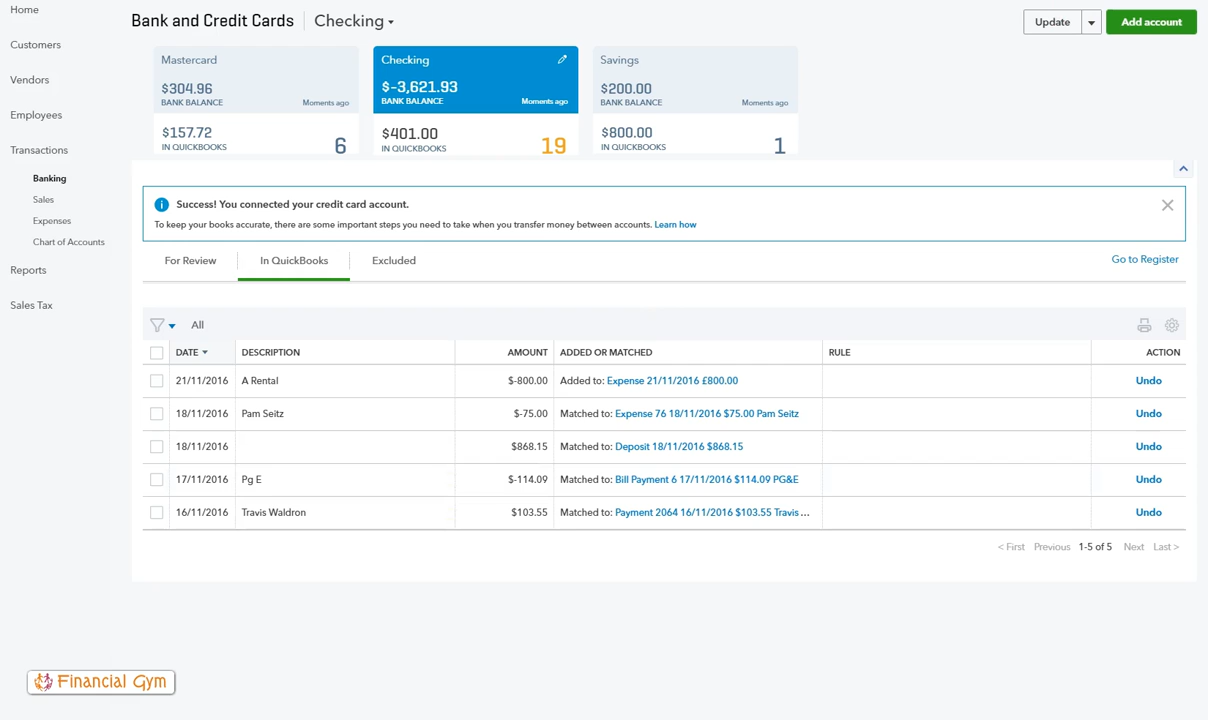 Home
Customers
Vendors
Employees
Transactions
Banking
Sales
Expenses
Chart of Accounts
Reports
Sales Tax
Bank and Credit Cards Checking
Update Add account
Mastercard
$304.96
BANK BALANCE Moments ago
$157.72
IN QUICKBOOKS 6
Checking
$-3,621.93
BANK BALANCE Moments ago
$401.00
IN QUICKBOOKS 19
Savings
$200.00
BANK BALANCE Moments ago
$800.00
IN QUICKBOOKS 1
Success! You connected your credit card account.
To keep your books accurate, there are some important steps you need to take when you transfer money between accounts. Learn how
For Review In QuickBooks Excluded Go to Register
All
DATE DESCRIPTION AMOUNT ADDED OR MATCHED RULE ACTION
21/11/2016 A Rental $-800.00 Added to: Expense 21/11/2016 £800.00 Undo
18/11/2016 Pam Seitz $-75.00 Matched to: Expense 76 18/11/2016 $75.00 Pam Seitz Undo
18/11/2016 $868.15 Matched to: Deposit 18/11/2016 $868.15 Undo
17/11/2016 Pg E $-114.09 Matched to: Bill Payment 6 17/11/2016 $114.09 PG&E Undo
16/11/2016 Travis Waldron $103.55 Matched to: Payment 2064 16/11/2016 $103.55 Travis ... Undo
< First Previous 1-5 of 5 Next Last >
Financial Gym